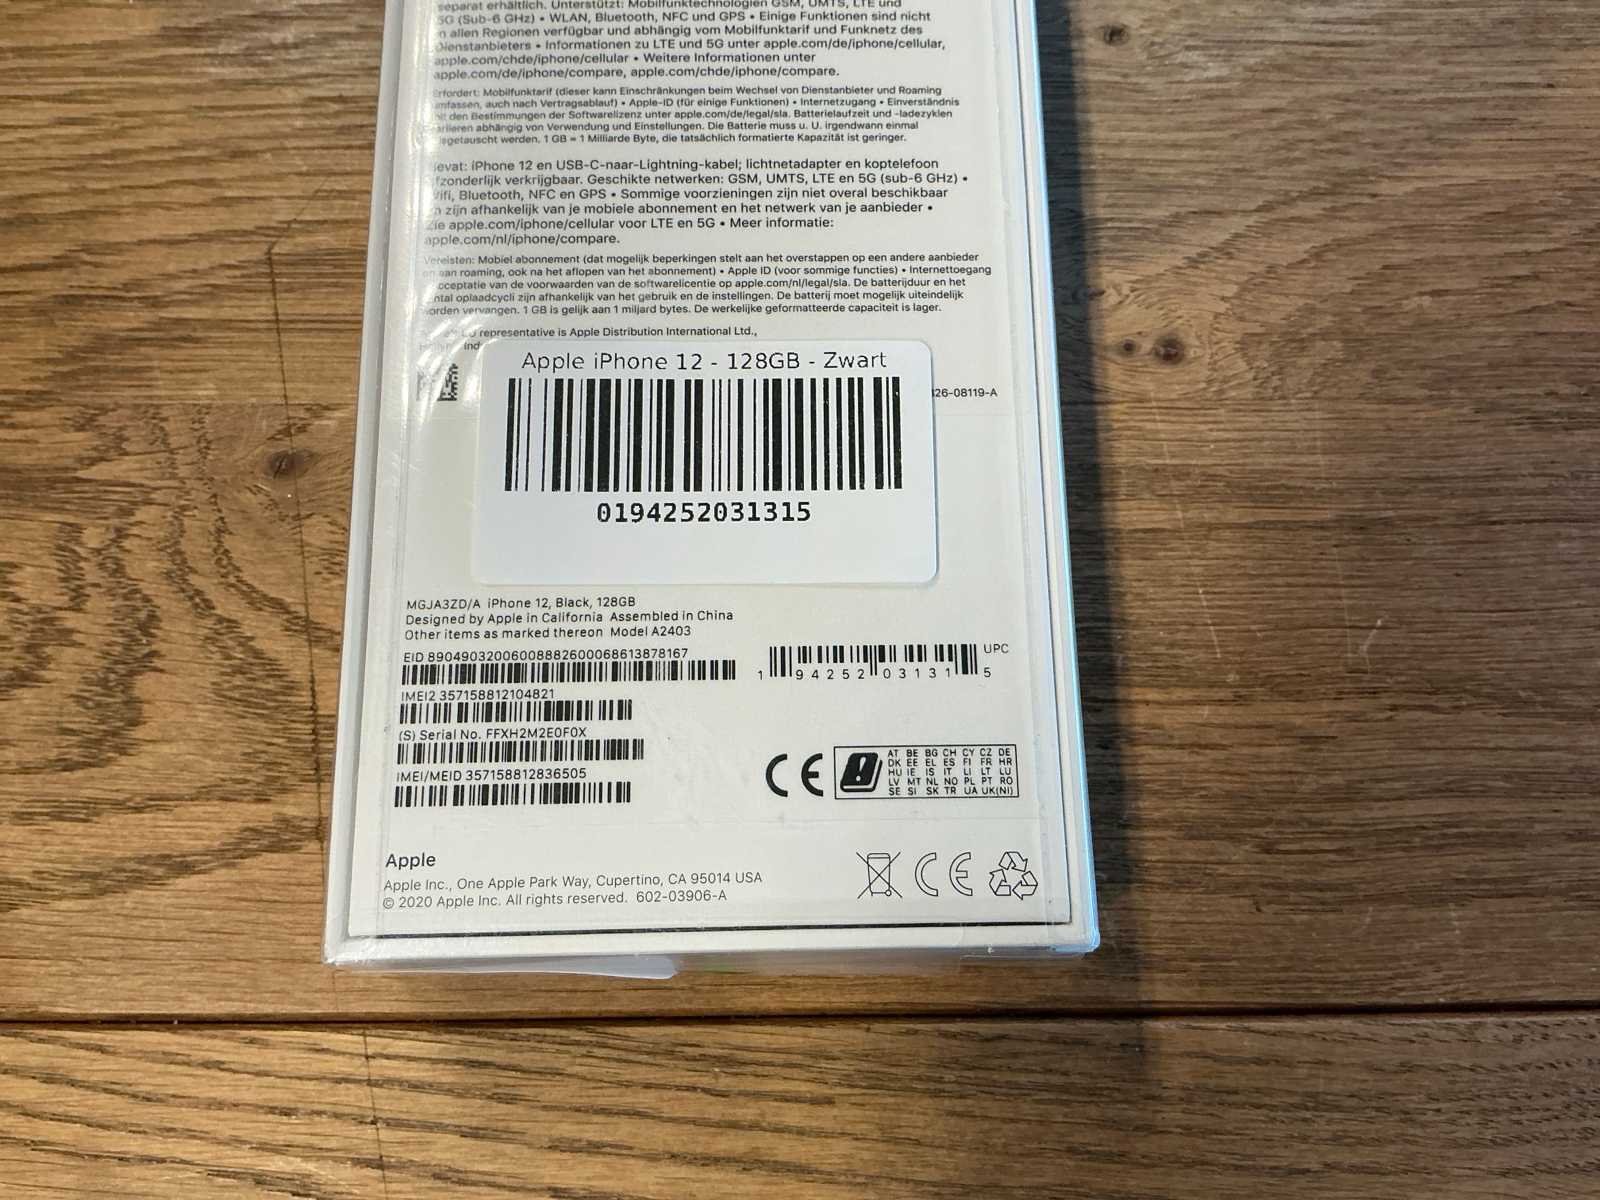 separat erhältlich. Unterstützt: Mobilfunktechnologien GSM, UMTS, LTE und
5G (Sub-6 GHz) • WLAN, Bluetooth, NFC und GPS • Einige Funktionen sind nicht
in allen Regionen verfügbar und abhängig vom Mobilfunktarif und Funknetz des
Dienstanbieters • Informationen zu LTE und 5G unter apple.com/de/iphone/cellular,
apple.com/chde/iphone/cellular • Weitere Informationen unter
apple.com/de/iphone/compare, apple.com/chde/iphone/compare.
Erfordert: Mobilfunktarif (dieser kann Einschränkungen beim Wechsel von Dienstanbieter und Roaming
umfassen, auch nach Vertragsablauf) • Apple-ID (für einige Funktionen) • Internetzugang • Einverständnis
mit den Bestimmungen der Softwarelizenz unter apple.com/de/legal/sla. Batterielaufzeit und -ladezyklen
variieren abhängig von Verwendung und Einstellungen. Die Batterie muss u. U. irgendwann einmal
ausgetauscht werden. 1 GB = 1 Milliarde Byte, die tatsächlich formatierte Kapazität ist geringer.
Bevat: iPhone 12 en USB-C-naar-Lightning-kabel; lichtnetadapter en koptelefoon
afzonderlijk verkrijgbaar. Geschikte netwerken: GSM, UMTS, LTE en 5G (sub-6 GHz) •
Wifi, Bluetooth, NFC en GPS • Sommige voorzieningen zijn niet overal beschikbaar
en zijn afhankelijk van je mobiele abonnement en het netwerk van je aanbieder •
Zie apple.com/iphone/cellular voor LTE en 5G • Meer informatie:
apple.com/nl/iphone/compare.
Vereisten: Mobiel abonnement (dat mogelijk beperkingen stelt aan het overstappen op een andere aanbieder
en aan roaming, ook na het aflopen van het abonnement) • Apple ID (voor sommige functies) • Internettoegang
acceptatie van de voorwaarden van de softwarelicentie op apple.com/nl/legal/sla. De batterijduur en het
aantal oplaadcycli zijn afhankelijk van het gebruik en de instellingen. De batterij moet mogelijk uiteindelijk
worden vervangen. 1 GB is gelijk aan 1 miljard bytes. De werkelijke geformatteerde capaciteit is lager.
EU representative is Apple Distribution International Ltd.,
Apple iPhone 12 - 128GB - Zwart
26-08119-A
0194252031315
MGJA3ZD/A iPhone 12, Black, 128GB
Designed by Apple in California Assembled in China
Other items as marked thereon Model A2403
EID 89049032006008882600068613878167
UPC
1 94252 03131 5
IMEI2 357158812104821
(S) Serial No. FFXH2M2E0F0X
IMEI/MEID 357158812836505
CE
AT BE BG CH CY CZ DE
DK EE EL ES FI FR HR
HU IE IS IT LI LT LU
LV MT NL NO PL PT RO
SE SI SK TR UA UK(NI)
Apple
Apple Inc., One Apple Park Way, Cupertino, CA 95014 USA
© 2020 Apple Inc. All rights reserved. 602-03906-A
CE